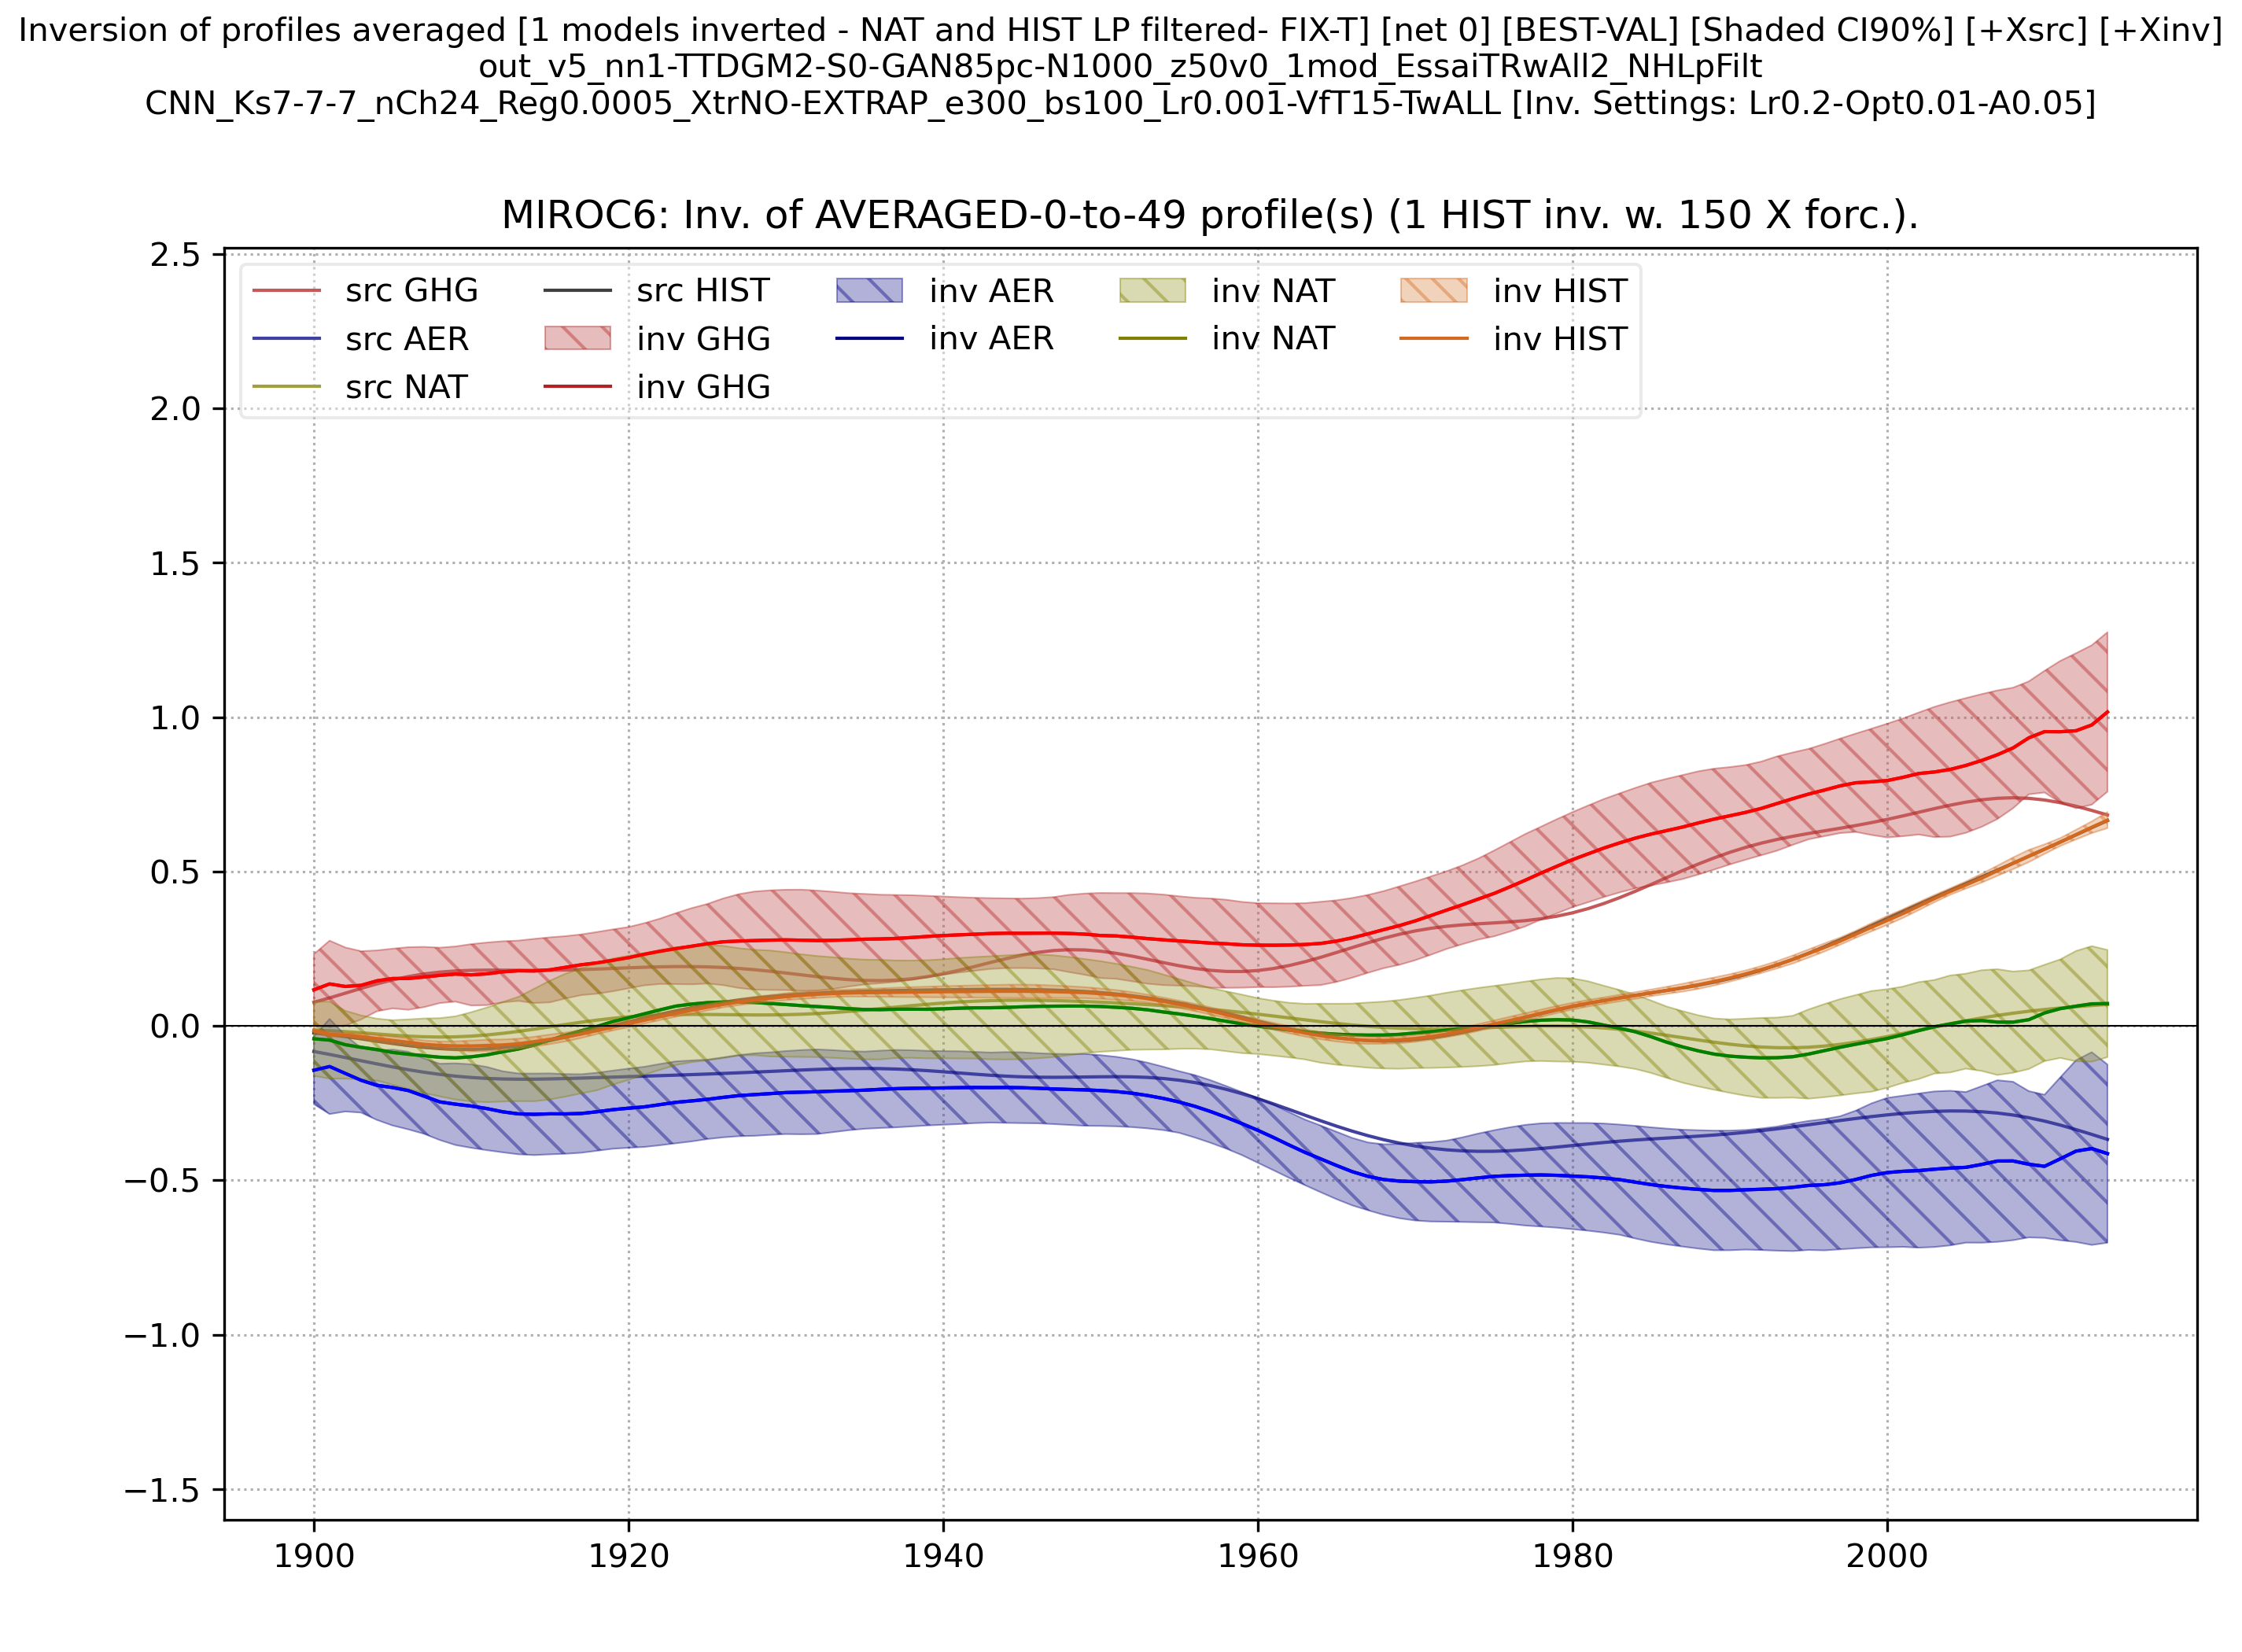 Inversion of profiles averaged [1 models inverted - NAT and HIST LP filtered- FIX-T] [net 0] [BEST-VAL] [Shaded CI90%] [+Xsrc] [+Xinv]
out_v5_nn1-TTDGM2-S0-GAN85pc-N1000_z50v0_1mod_EssaiTRwAll2_NHLpFilt
CNN_Ks7-7-7_nCh24_Reg0.0005_XtrNO-EXTRAP_e300_bs100_Lr0.001-VfT15-TwALL [Inv. Settings: Lr0.2-Opt0.01-A0.05]
MIROC6: Inv. of AVERAGED-0-to-49 profile(s) (1 HIST inv. w. 150 X forc.).
src GHG
src AER
src NAT
src HIST
inv GHG
inv GHG
inv AER
inv AER
inv NAT
inv NAT
inv HIST
inv HIST
2.5
2.0
1.5
1.0
0.5
0.0
−0.5
−1.0
−1.5
1900
1920
1940
1960
1980
2000